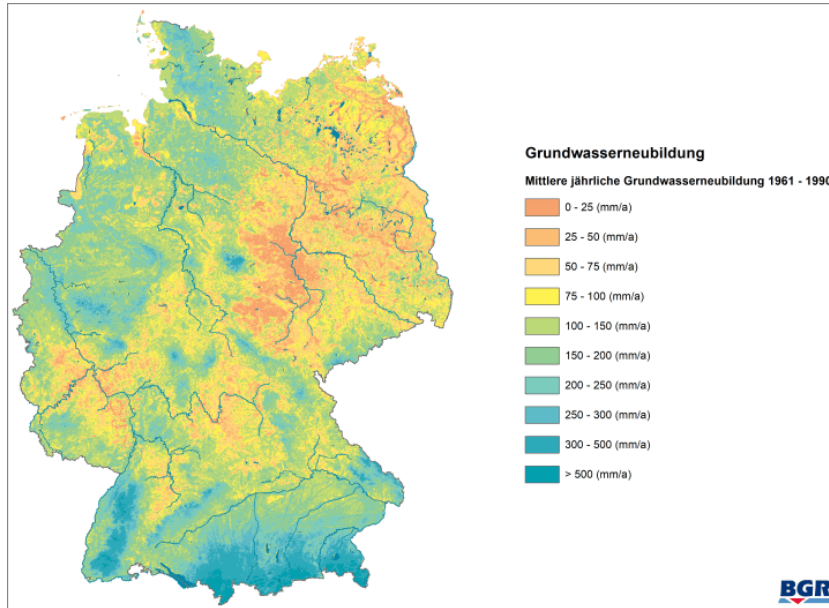 Grundwasserneubildung
Mittlere jährliche Grundwasserneubildung 1961 - 1990
0 - 25 (mm/a)
25 - 50 (mm/a)
50 - 75 (mm/a)
75 - 100 (mm/a)
100 - 150 (mm/a)
150 - 200 (mm/a)
200 - 250 (mm/a)
250 - 300 (mm/a)
300 - 500 (mm/a)
> 500 (mm/a)
BGR